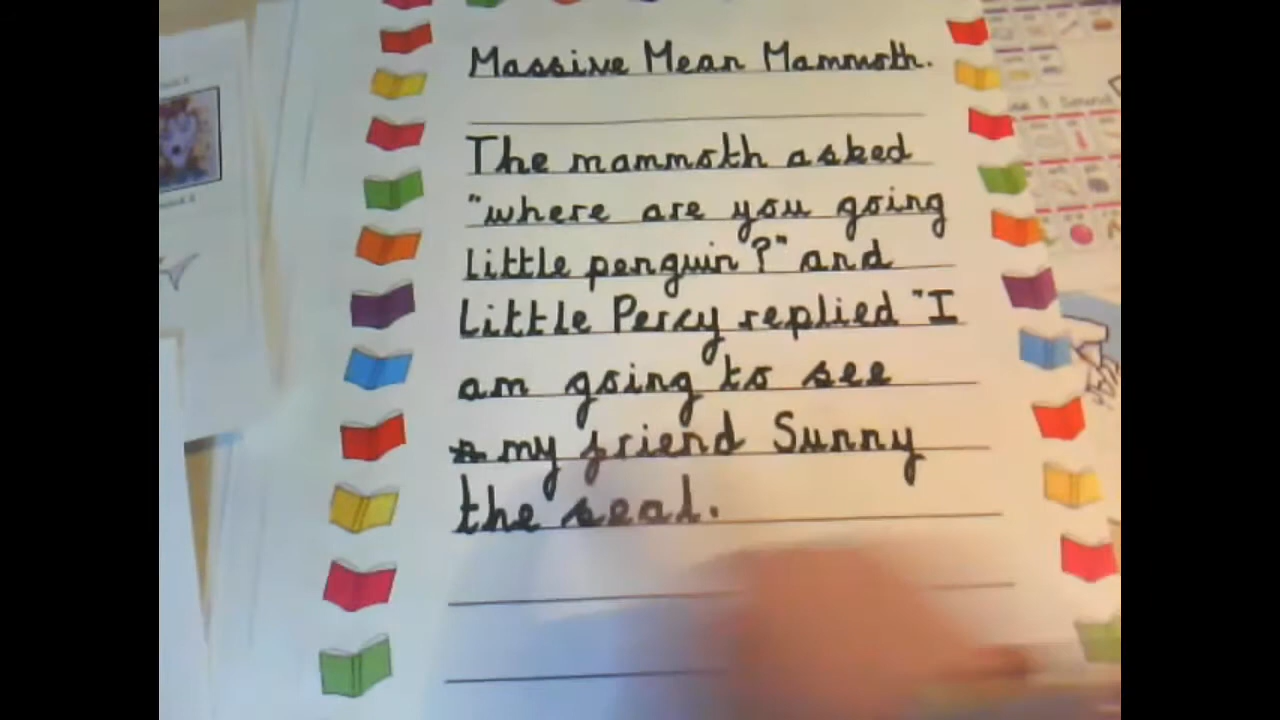 Massive Mean Mammoth.
The mammoth asked
"where are you going
little penguin?" and
Little Percy replied "I
am going to see
my friend Sunny
the seal.
Sound